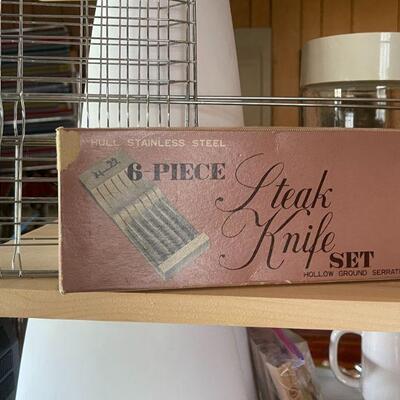 HULL STAINLESS STEEL
6-PIECE
Steak
Knife
SET
HOLLOW GROUND SERRAT